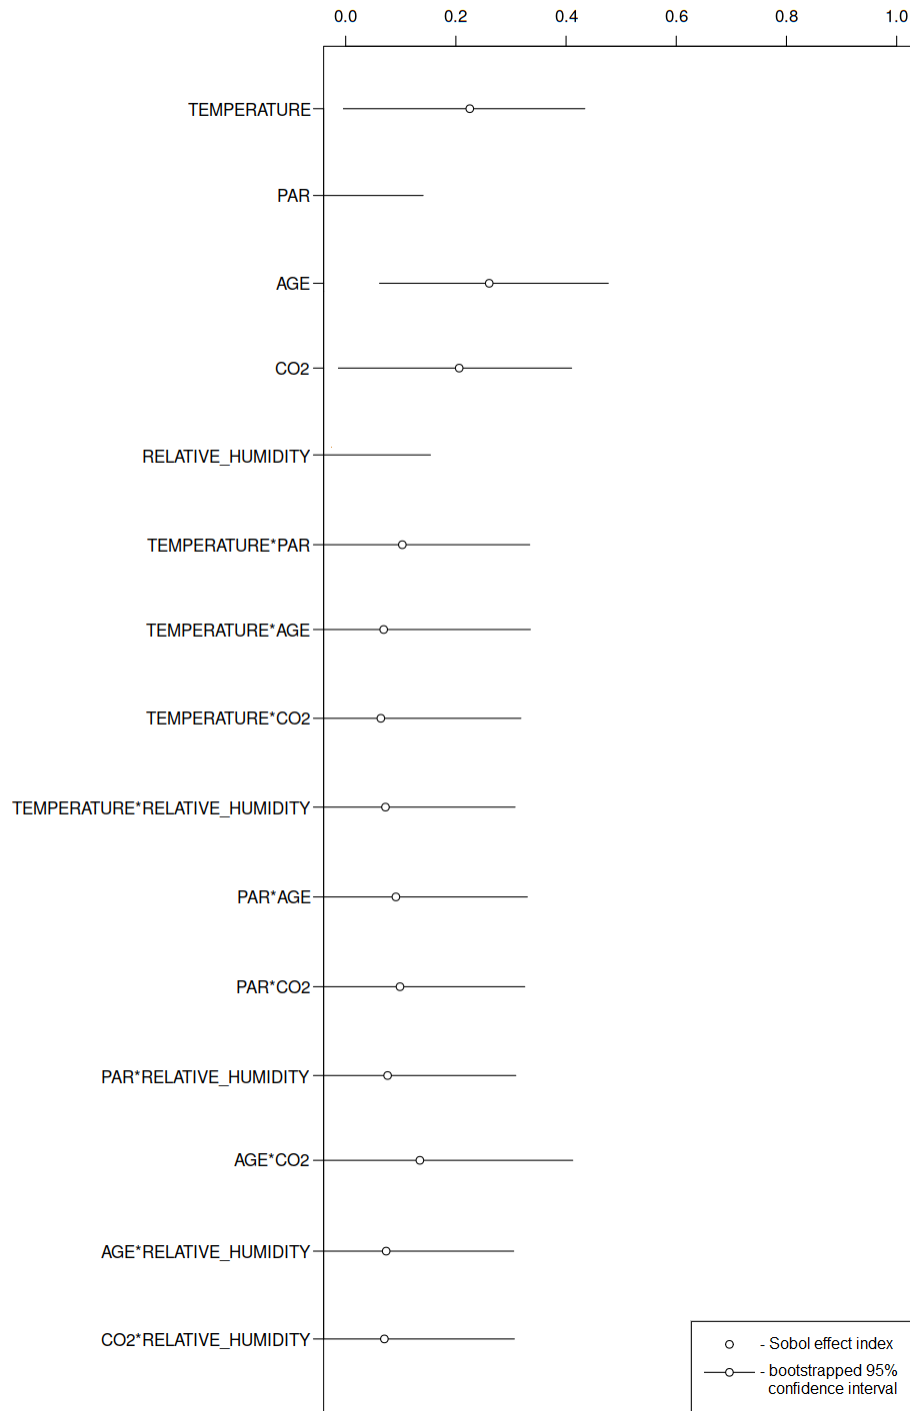 0.0 0.2 0.4 0.6 0.8 1.0
TEMPERATURE
PAR
AGE
CO2
RELATIVE_HUMIDITY
TEMPERATURE*PAR
TEMPERATURE*AGE
TEMPERATURE*CO2
TEMPERATURE*RELATIVE_HUMIDITY
PAR*AGE
PAR*CO2
PAR*RELATIVE_HUMIDITY
AGE*CO2
AGE*RELATIVE_HUMIDITY
CO2*RELATIVE_HUMIDITY
- Sobol effect index
- bootstrapped 95%
confidence interval